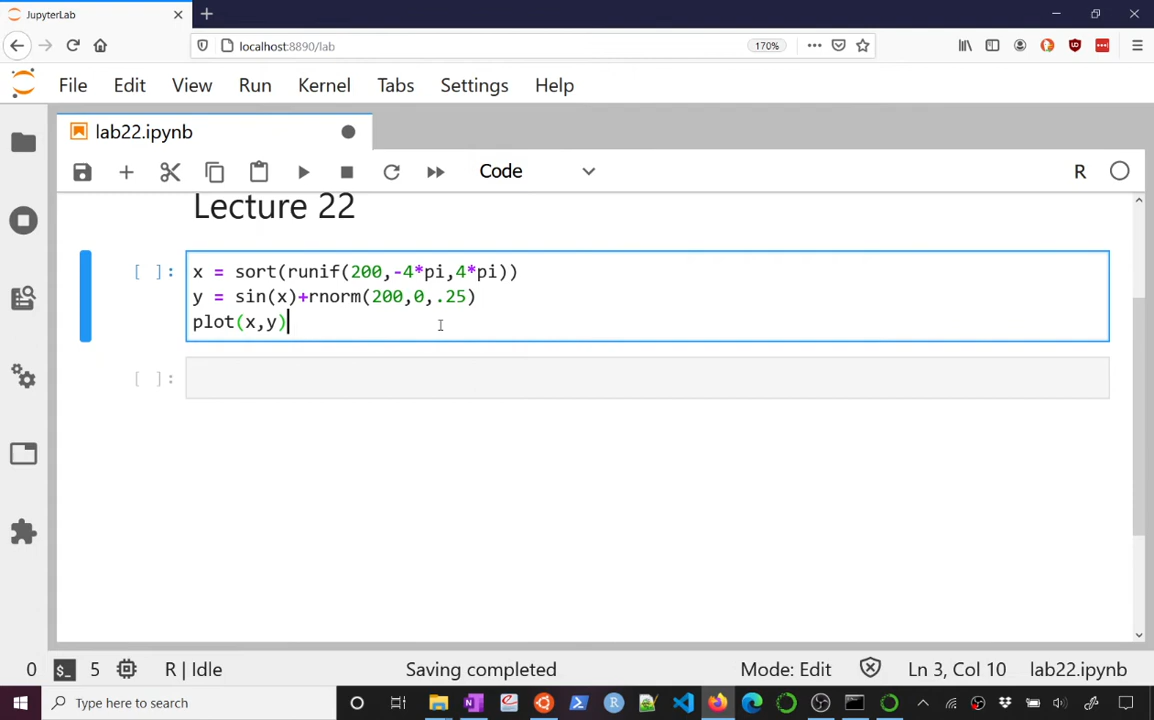 JupyterLab
localhost:8890/lab
170%
File Edit View Run Kernel Tabs Settings Help
lab22.ipynb
Code
R
Lecture 22
[ ]: x = sort(runif(200,-4*pi,4*pi))
y = sin(x)+rnorm(200,0,.25)
plot(x,y)
[ ]:
0 $_ 5 R | Idle Saving completed Mode: Edit Ln 3, Col 10 lab22.ipynb
Type here to search